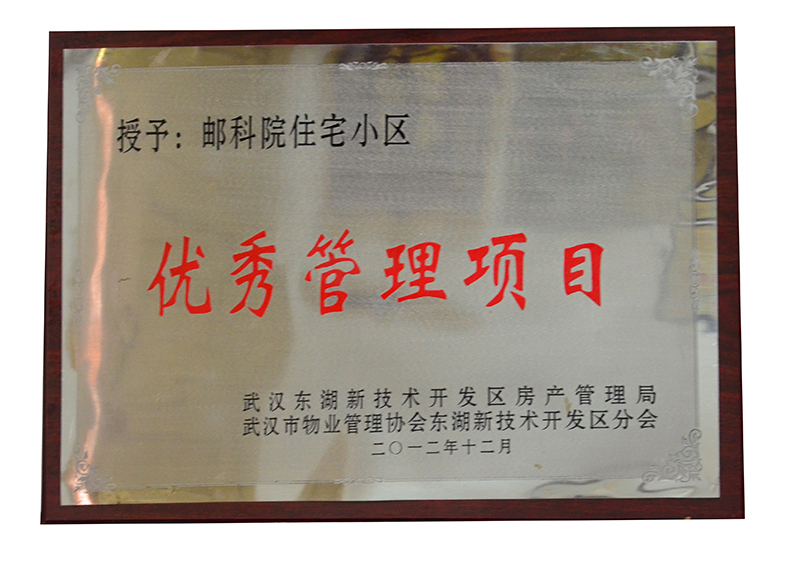 授予：邮科院住宅小区
优秀管理项目
武汉东湖新技术开发区房产管理局
武汉市物业管理协会东湖新技术开发区分会
二〇一二年十二月